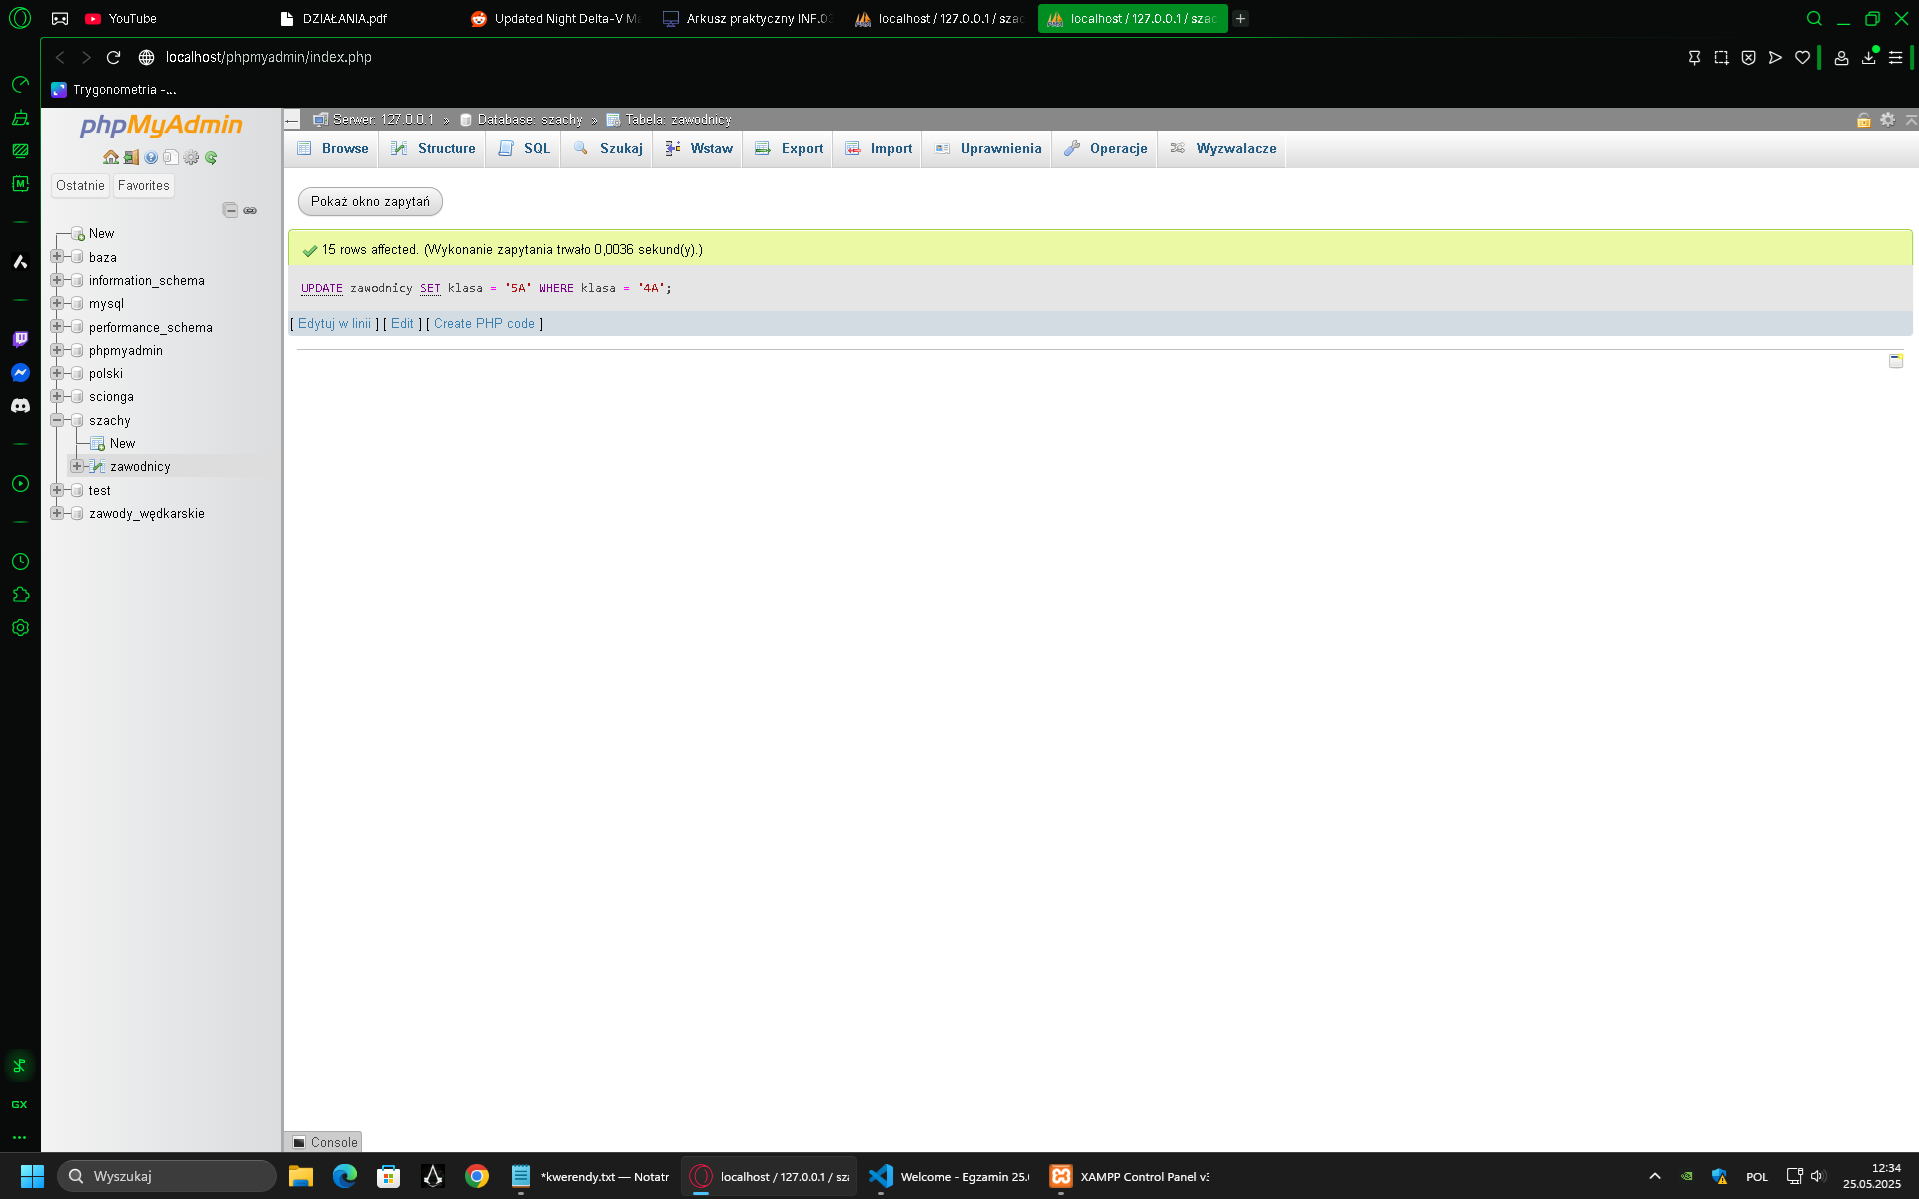 YouTube
DZIAŁANIA.pdf
Updated Night Delta-V Ma
Arkusz praktyczny INF.03
localhost / 127.0.0.1 / szac
localhost / 127.0.0.1 / szac
localhost/phpmyadmin/index.php
Trygonometria -...
phpMyAdmin
Ostatnie
Favorites
New
baza
information_schema
mysql
performance_schema
phpmyadmin
polski
scionga
szachy
New
zawodnicy
test
zawody_wędkarskie
Serwer: 127.0.0.1 » Database: szachy » Tabela: zawodnicy
Browse
Structure
SQL
Szukaj
Wstaw
Export
Import
Uprawnienia
Operacje
Wyzwalacze
Pokaż okno zapytań
15 rows affected. (Wykonanie zapytania trwało 0,0036 sekund(y).)
UPDATE zawodnicy SET klasa = '5A' WHERE klasa = '4A';
[ Edytuj w linii ] [ Edit ] [ Create PHP code ]
Console
GX
Wyszukaj
*kwerendy.txt — Notatr
localhost / 127.0.0.1 / sza
Welcome - Egzamin 25.0
XAMPP Control Panel v3
POL
12:34
25.05.2025